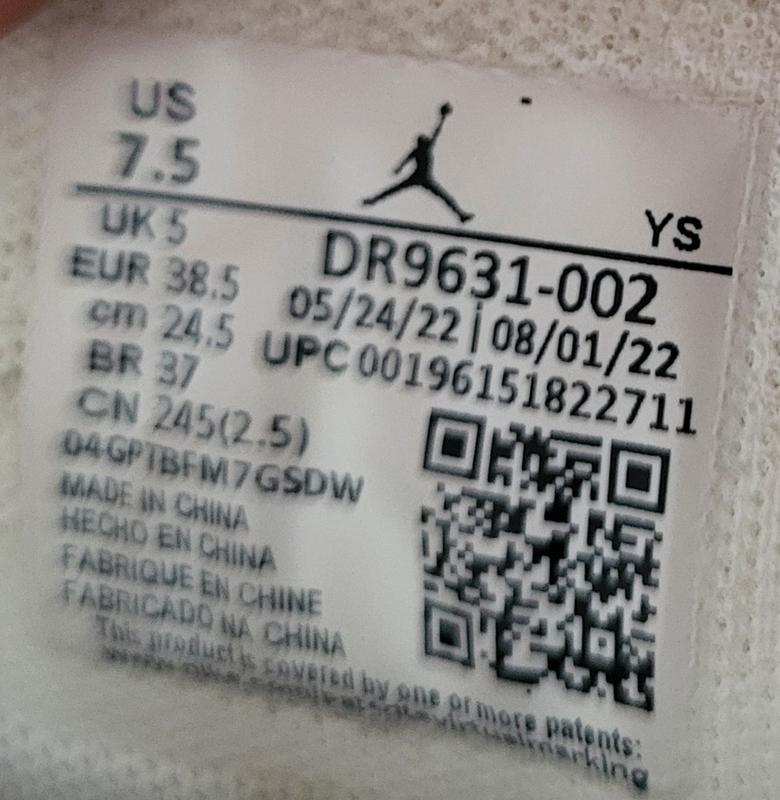 US
7.5
YS
UK 5
DR9631-002
EUR 38.5
05/24/22 | 08/01/22
cm 24.5
UPC 00196151822711
BR 37
CN 245(2.5)
04GPTBFM7GSDW
MADE IN CHINA
HECHO EN CHINA
FABRIQUE EN CHINE
FABRICADO NA CHINA
This product is covered by one or more patents: